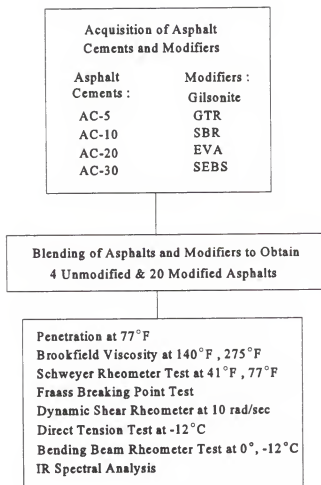 Acquisition of Asphalt
Cements and Modifiers
Asphalt Modifiers :
Cements : Gilsonite
AC-5 GTR
AC-10 SBR
AC-20 EVA
AC-30 SEBS
Blending of Asphalts and Modifiers to Obtain
4 Unmodified & 20 Modified Asphalts
Penetration at 77°F
Brookfield Viscosity at 140°F , 275°F
Schweyer Rheometer Test at 41°F , 77°F
Fraass Breaking Point Test
Dynamic Shear Rheometer at 10 rad/sec
Direct Tension Test at -12°C
Bending Beam Rheometer Test at 0°, -12°C
IR Spectral Analysis